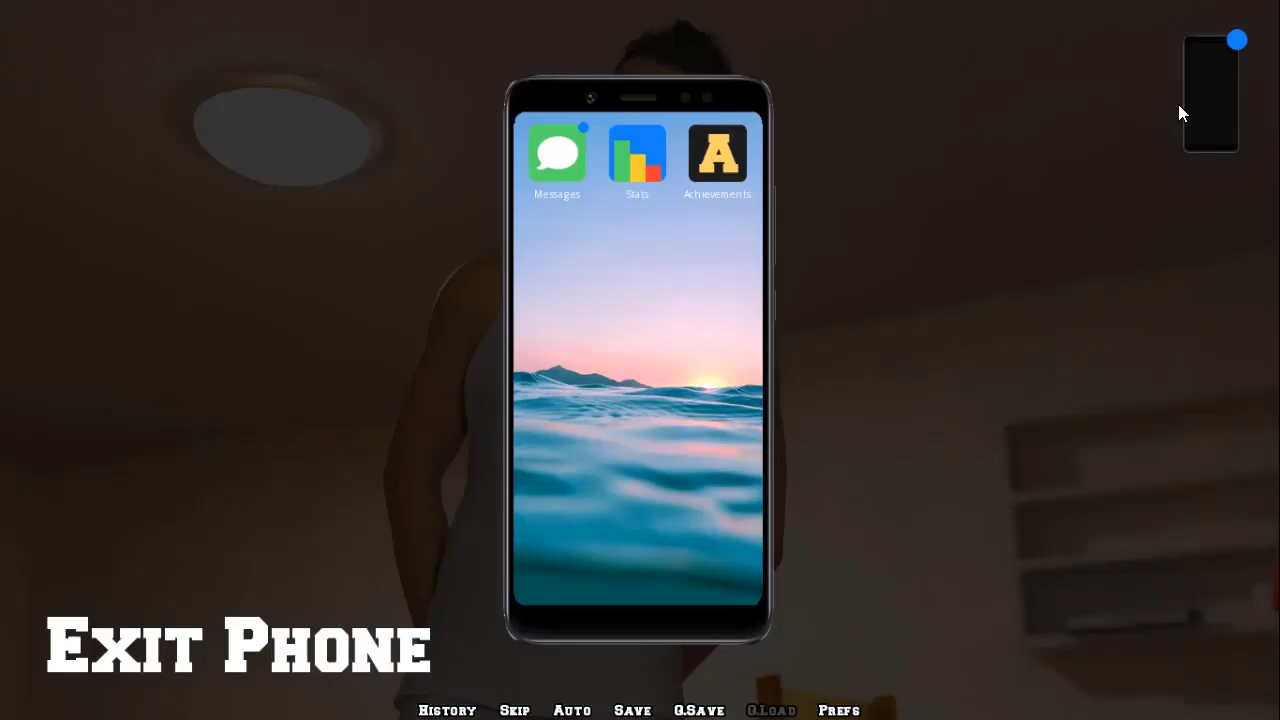 A
Messages Stats Achievements
Exit Phone
History Skip Auto Save Q.Save Q.Load Prefs